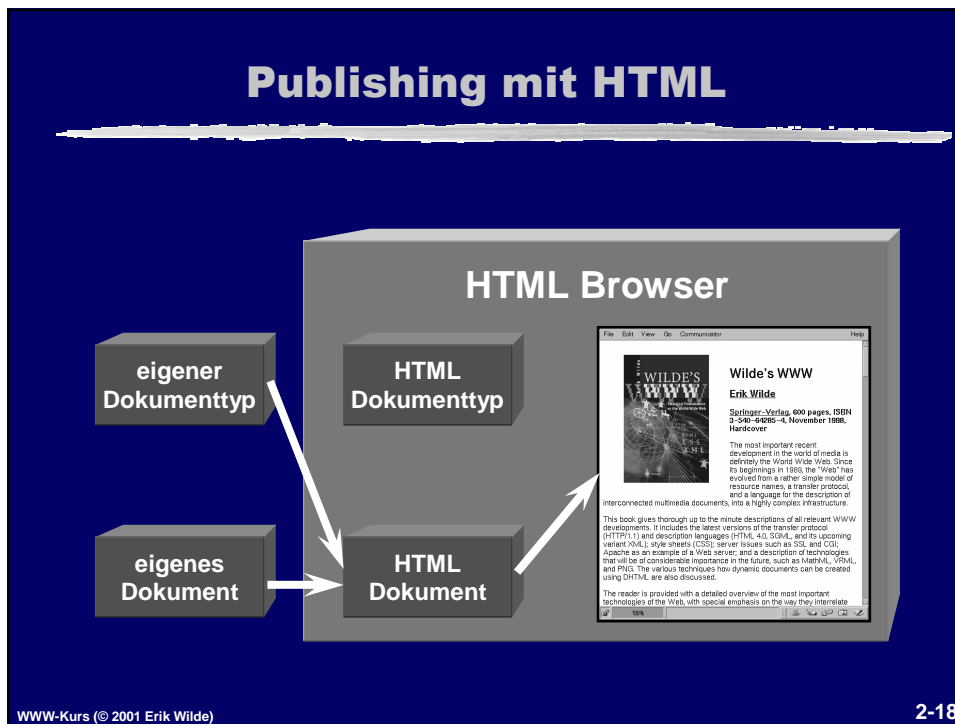 Publishing mit HTML
HTML Browser
eigener
Dokumenttyp
HTML
Dokumenttyp
eigenes
Dokument
HTML
Dokument
File Edit View Go Communicator Help
WILDE'S
WWW
Wilde's WWW
Erik Wilde
Springer-Verlag, 600 pages, ISBN
3-540-64285-4, November 1998,
Hardcover
The most important recent
development in the world of media is
definitely the World Wide Web. Since
its beginnings in 1989, the "Web" has
evolved from a rather simple model of
resource names, a transfer protocol,
and a language for the description of
interconnected multimedia documents, into a highly complex infrastructure.
This book gives thorough up to the minute descriptions of all relevant WWW
developments. It includes the latest versions of the transfer protocol
(HTTP/1.1) and description languages (HTML 4.0, SGML, and its upcoming
variant XML); style sheets (CSS); server issues such as SSL and CGI;
Apache as an example of a Web server; and a description of technologies
that will be of considerable importance in the future, such as MathML, VRML,
and PNG. The various techniques how dynamic documents can be created
using DHTML are also discussed.
The reader is provided with a detailed overview of the most important
technologies of the Web, with special emphasis on the way they interrelate
100%
WWW-Kurs (© 2001 Erik Wilde)
2-18